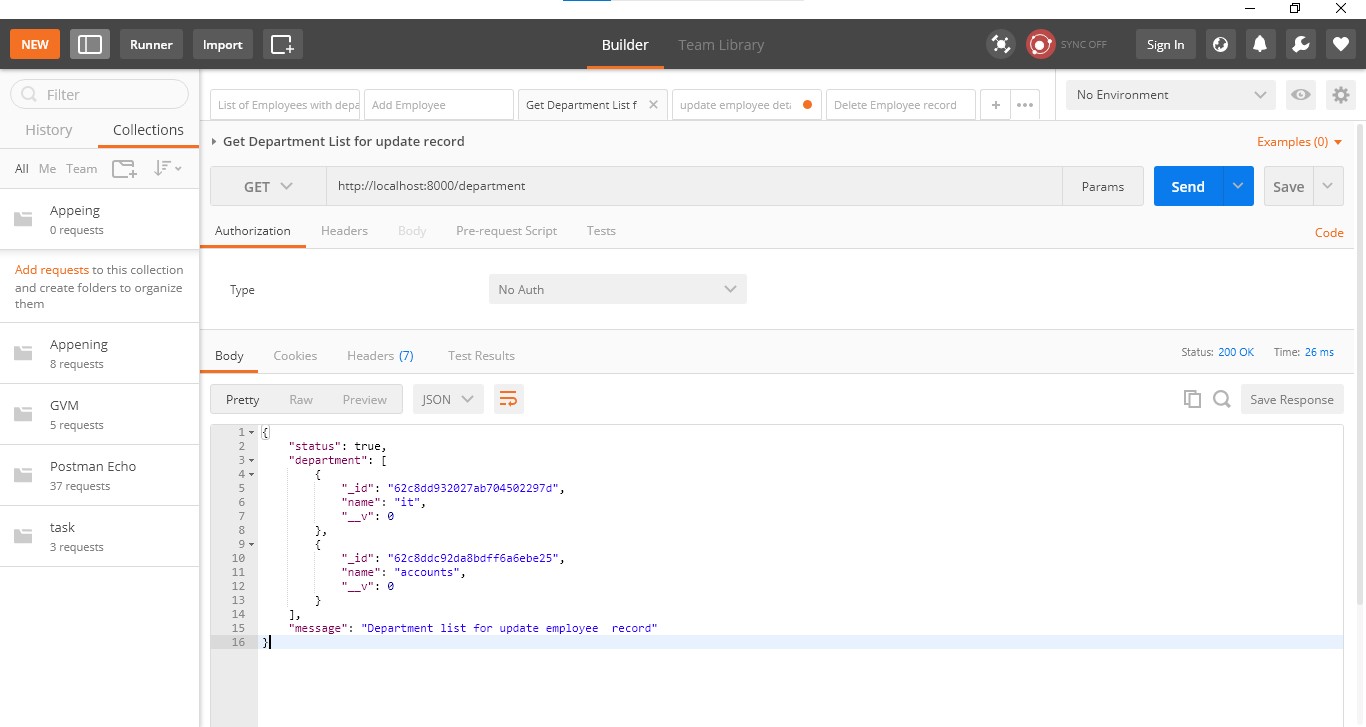 NEW Runner Import Builder Team Library SYNC OFF Sign In
Filter
History Collections
All Me Team
Appeing
0 requests
Add requests to this collection
and create folders to organize
them
Appening
8 requests
GVM
5 requests
Postman Echo
37 requests
task
3 requests
List of Employees with depa Add Employee Get Department List f update employee deta Delete Employee record + No Environment
Get Department List for update record Examples (0)
GET http://localhost:8000/department Params Send Save
Authorization Headers Body Pre-request Script Tests Code
Type No Auth
Body Cookies Headers (7) Test Results Status: 200 OK Time: 26 ms
Pretty Raw Preview JSON Save Response
1 {
2 "status": true,
3 "department": [
4 {
5 "_id": "62c8dd932027ab704502297d",
6 "name": "it",
7 "__v": 0
8 },
9 {
10 "_id": "62c8ddc92da8bdff6a6ebe25",
11 "name": "accounts",
12 "__v": 0
13 }
14 ],
15 "message": "Department list for update employee  record"
16 }